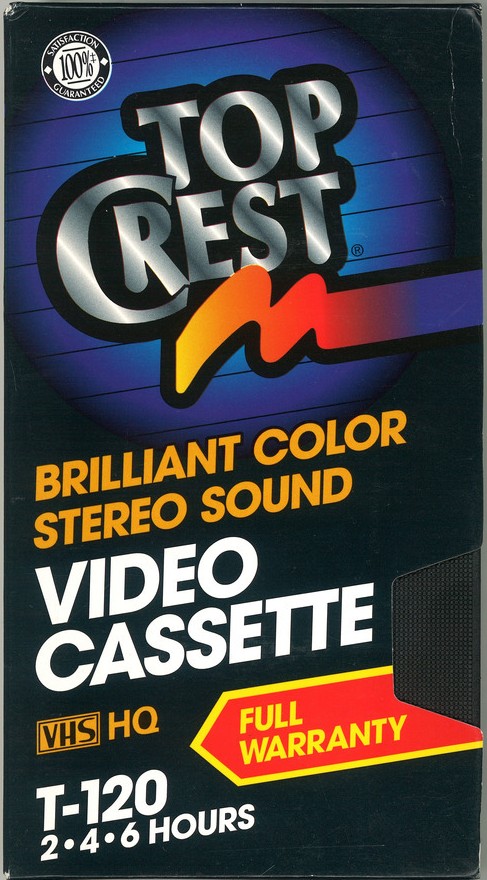 SATISFACTION
100%
GUARANTEED
TOP
CREST
®
BRILLIANT COLOR
STEREO SOUND
VIDEO
CASSETTE
VHS HQ
FULL
WARRANTY
T-120
2•4•6 HOURS